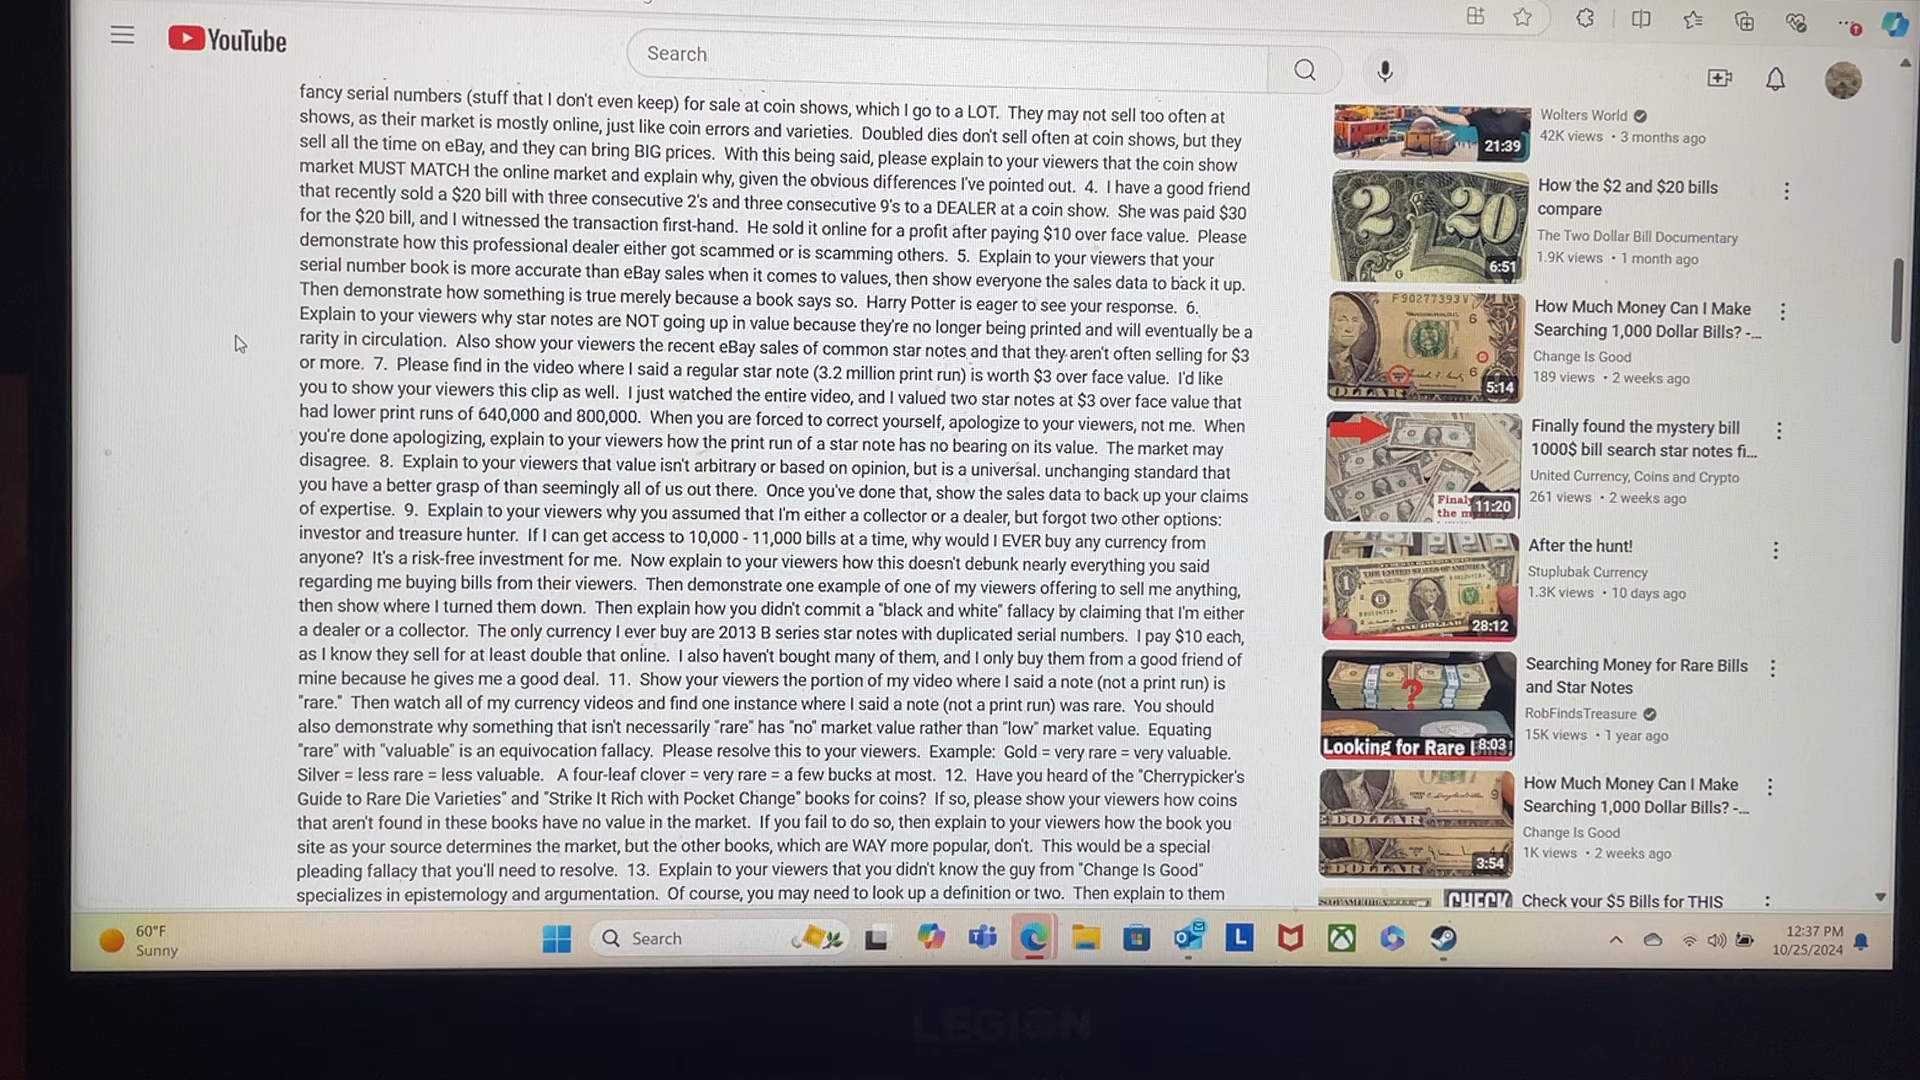 YouTube
Search
fancy serial numbers (stuff that I don't even keep) for sale at coin shows, which I go to a LOT. They may not sell too often at
shows, as their market is mostly online, just like coin errors and varieties. Doubled dies don't sell often at coin shows, but they
sell all the time on eBay, and they can bring BIG prices. With this being said, please explain to your viewers that the coin show
market MUST MATCH the online market and explain why, given the obvious differences I've pointed out. 4. I have a good friend
that recently sold a $20 bill with three consecutive 2's and three consecutive 9's to a DEALER at a coin show. She was paid $30
for the $20 bill, and I witnessed the transaction first-hand. He sold it online for a profit after paying $10 over face value. Please
demonstrate how this professional dealer either got scammed or is scamming others. 5. Explain to your viewers that your
serial number book is more accurate than eBay sales when it comes to values, then show everyone the sales data to back it up.
Then demonstrate how something is true merely because a book says so. Harry Potter is eager to see your response. 6.
Explain to your viewers why star notes are NOT going up in value because they're no longer being printed and will eventually be a
rarity in circulation. Also show your viewers the recent eBay sales of common star notes and that they aren't often selling for $3
or more. 7. Please find in the video where I said a regular star note (3.2 million print run) is worth $3 over face value. I'd like
you to show your viewers this clip as well. I just watched the entire video, and I valued two star notes at $3 over face value that
had lower print runs of 640,000 and 800,000. When you are forced to correct yourself, apologize to your viewers, not me. When
you're done apologizing, explain to your viewers how the print run of a star note has no bearing on its value. The market may
disagree. 8. Explain to your viewers that value isn't arbitrary or based on opinion, but is a universal. unchanging standard that
you have a better grasp of than seemingly all of us out there. Once you've done that, show the sales data to back up your claims
of expertise. 9. Explain to your viewers why you assumed that I'm either a collector or a dealer, but forgot two other options:
investor and treasure hunter. If I can get access to 10,000 - 11,000 bills at a time, why would I EVER buy any currency from
anyone? It's a risk-free investment for me. Now explain to your viewers how this doesn't debunk nearly everything you said
regarding me buying bills from their viewers. Then demonstrate one example of one of my viewers offering to sell me anything,
then show where I turned them down. Then explain how you didn't commit a "black and white" fallacy by claiming that I'm either
a dealer or a collector. The only currency I ever buy are 2013 B series star notes with duplicated serial numbers. I pay $10 each,
as I know they sell for at least double that online. I also haven't bought many of them, and I only buy them from a good friend of
mine because he gives me a good deal. 11. Show your viewers the portion of my video where I said a note (not a print run) is
"rare." Then watch all of my currency videos and find one instance where I said a note (not a print run) was rare. You should
also demonstrate why something that isn't necessarily "rare" has "no" market value rather than "low" market value. Equating
"rare" with "valuable" is an equivocation fallacy. Please resolve this to your viewers. Example: Gold = very rare = very valuable.
Silver = less rare = less valuable. A four-leaf clover = very rare = a few bucks at most. 12. Have you heard of the "Cherrypicker's
Guide to Rare Die Varieties" and "Strike It Rich with Pocket Change" books for coins? If so, please show your viewers how coins
that aren't found in these books have no value in the market. If you fail to do so, then explain to your viewers how the book you
site as your source determines the market, but the other books, which are WAY more popular, don't. This would be a special
pleading fallacy that you'll need to resolve. 13. Explain to your viewers that you didn't know the guy from "Change Is Good"
specializes in epistemology and argumentation. Of course, you may need to look up a definition or two. Then explain to them
21:39
Wolters World
42K views • 3 months ago
2 20
6:51
How the $2 and $20 bills
compare
The Two Dollar Bill Documentary
1.9K views • 1 month ago
F 90277393 V
5:14
How Much Money Can I Make
Searching 1,000 Dollar Bills? -...
Change Is Good
189 views • 2 weeks ago
11:20
Finally found the mystery bill
1000$ bill search star notes fi...
United Currency, Coins and Crypto
261 views • 2 weeks ago
28:12
After the hunt!
Stuplubak Currency
1.3K views • 10 days ago
Looking for Rare
8:03
Searching Money for Rare Bills
and Star Notes
RobFindsTreasure
15K views • 1 year ago
3:54
How Much Money Can I Make
Searching 1,000 Dollar Bills? -...
Change Is Good
1K views • 2 weeks ago
CHECK
Check your $5 Bills for THIS
60°F
Sunny
Search
12:37 PM
10/25/2024
LEGION